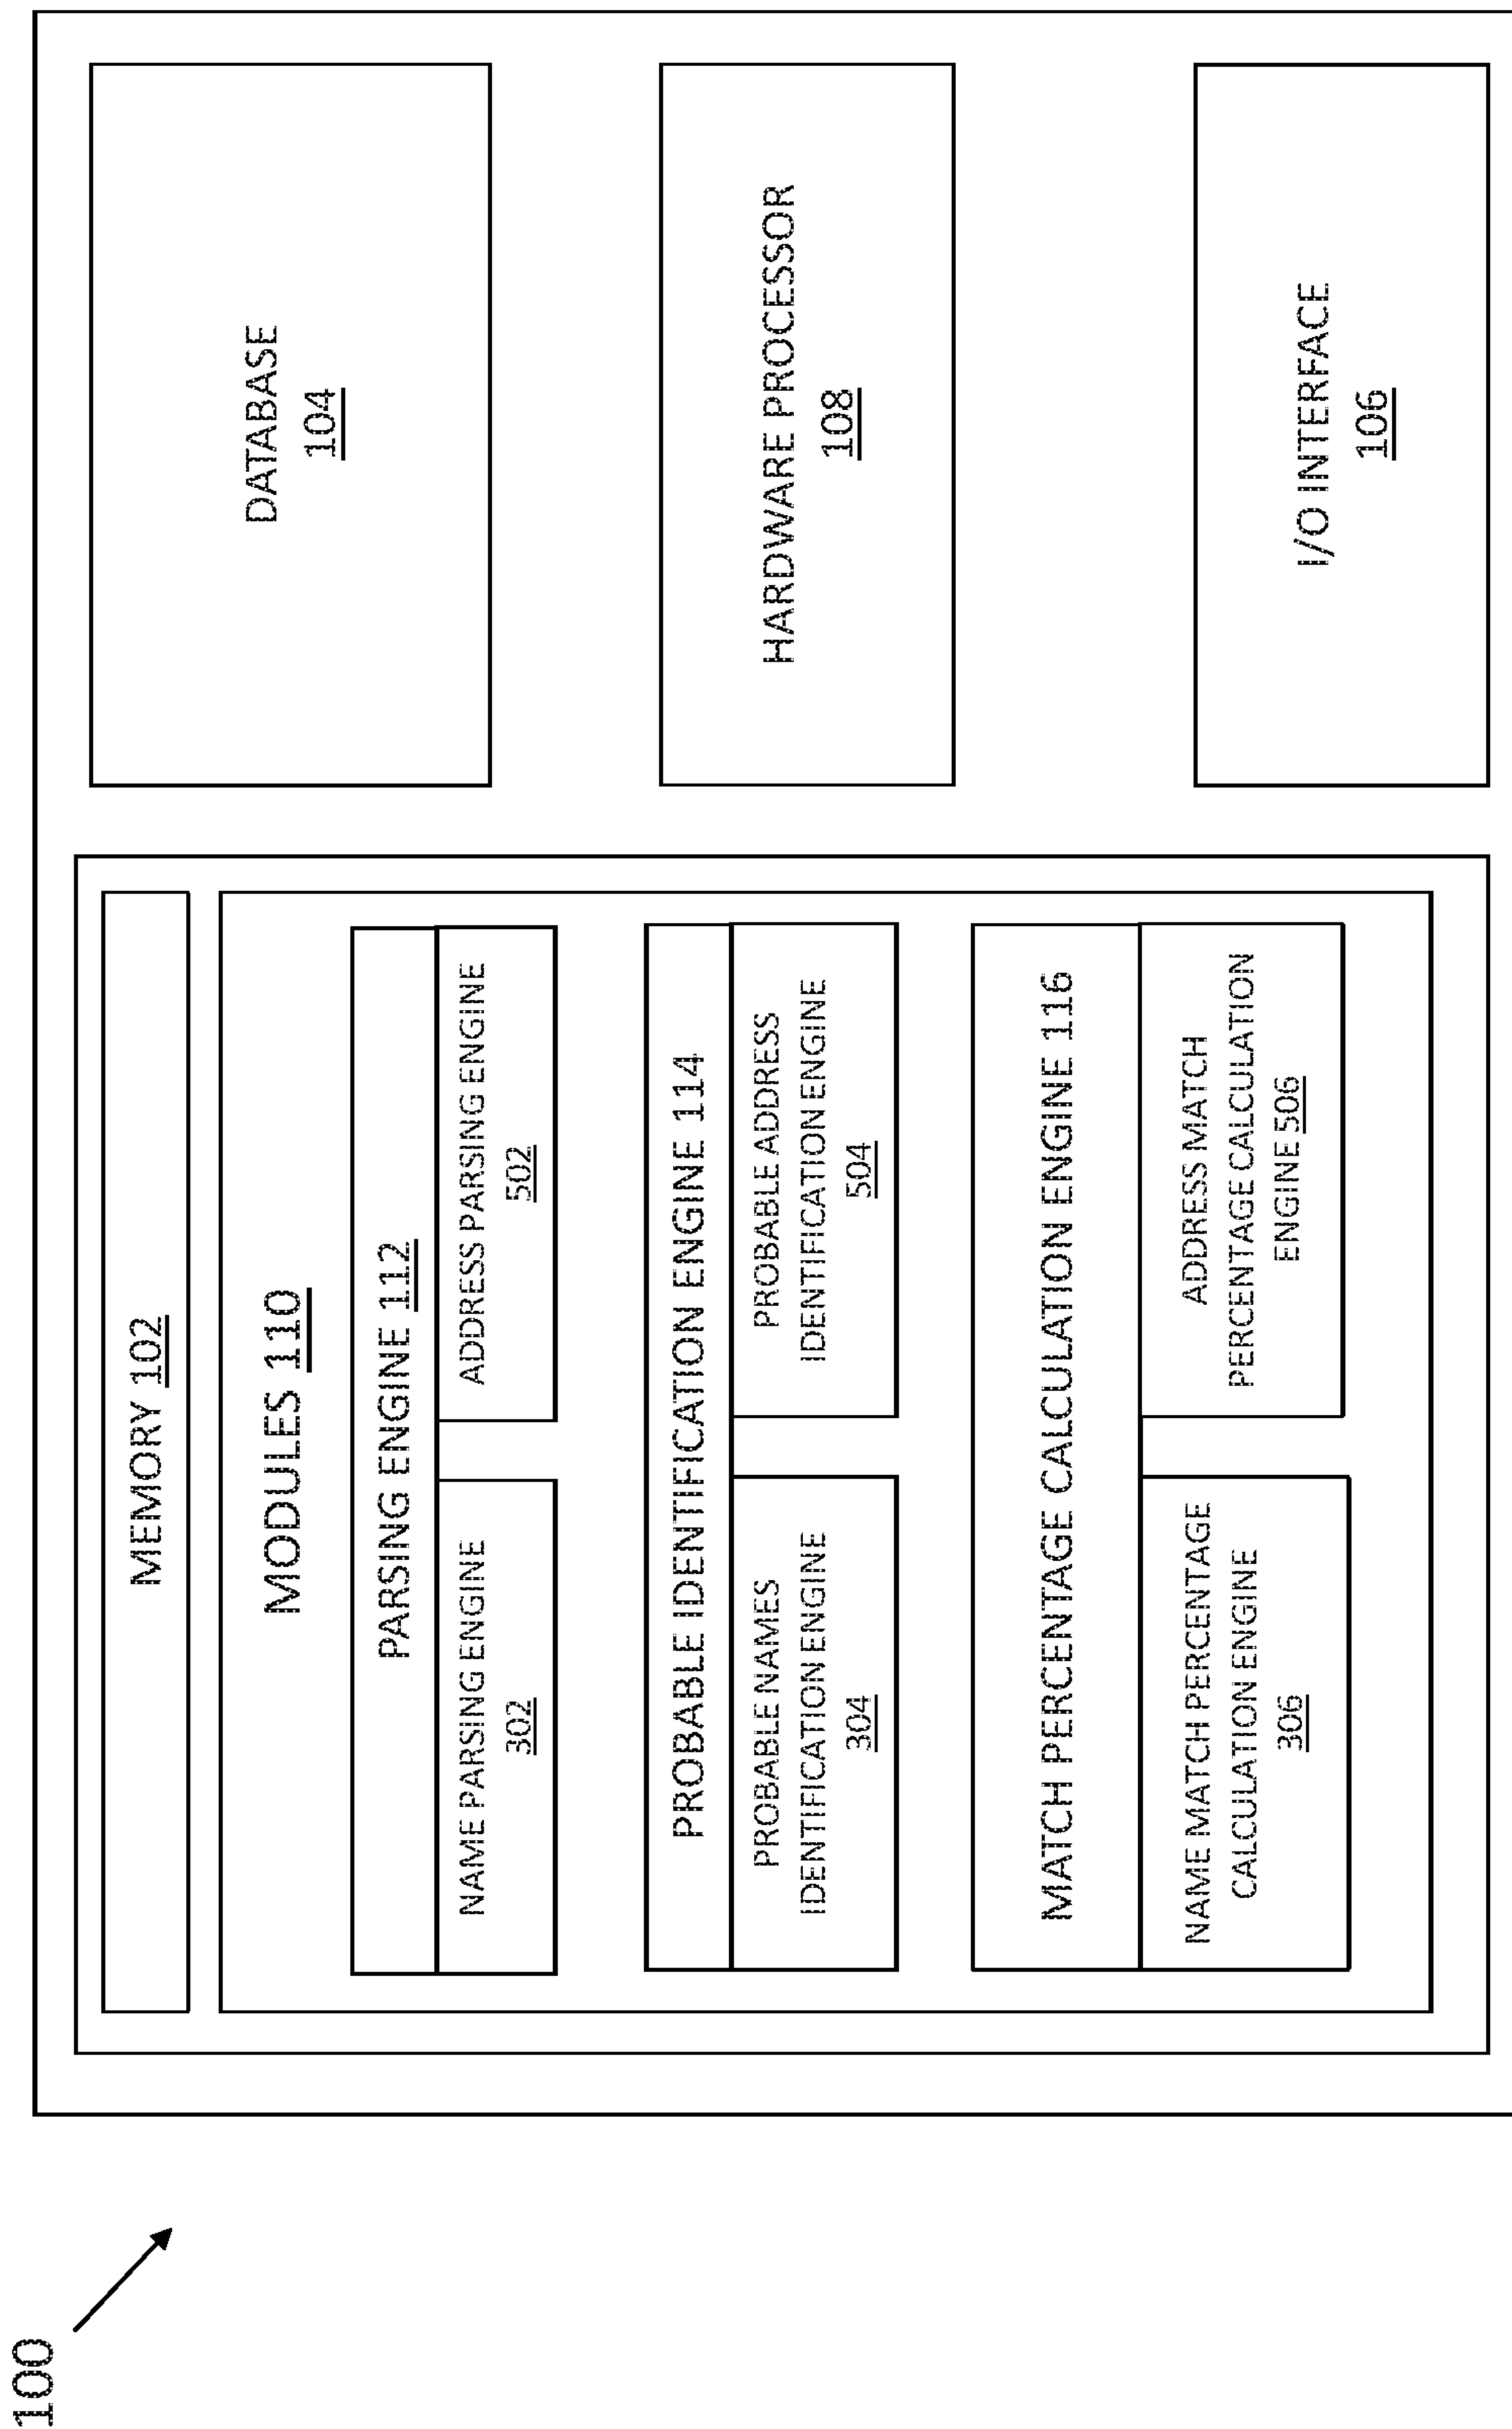 100
MEMORY 102
MODULES 110
PARSING ENGINE 112
NAME PARSING ENGINE
302
ADDRESS PARSING ENGINE
502
PROBABLE IDENTIFICATION ENGINE 114
PROBABLE NAMES
IDENTIFICATION ENGINE
304
PROBABLE ADDRESS
IDENTIFICATION ENGINE
504
MATCH PERCENTAGE CALCULATION ENGINE 116
NAME MATCH PERCENTAGE
CALCULATION ENGINE
306
ADDRESS MATCH
PERCENTAGE CALCULATION
ENGINE 506
DATABASE
104
HARDWARE PROCESSOR
108
I/O INTERFACE
106